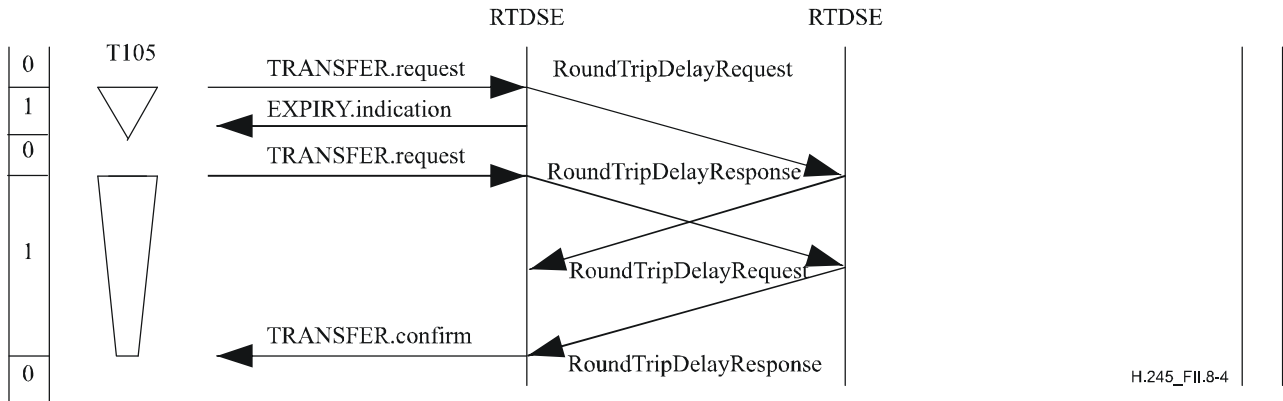 RTDSE RTDSE
T105
0
TRANSFER.request RoundTripDelayRequest
1 EXPIRY.indication
0 TRANSFER.request
RoundTripDelayResponse
1
RoundTripDelayRequest
TRANSFER.confirm
RoundTripDelayResponse
0
H.245_FII.8-4